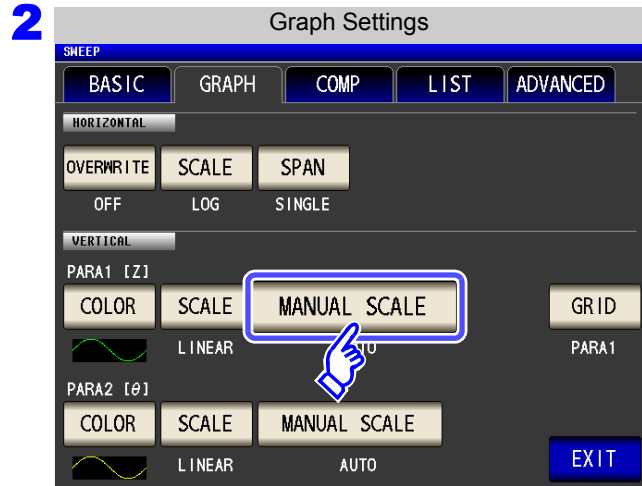 2
Graph Settings
SWEEP
BASIC GRAPH COMP LIST ADVANCED
HORIZONTAL
OVERWRITE SCALE SPAN
OFF LOG SINGLE
VERTICAL
PARA1 [Z]
COLOR SCALE MANUAL SCALE GRID
LINEAR AUTO PARA1
PARA2 [θ]
COLOR SCALE MANUAL SCALE
LINEAR AUTO EXIT